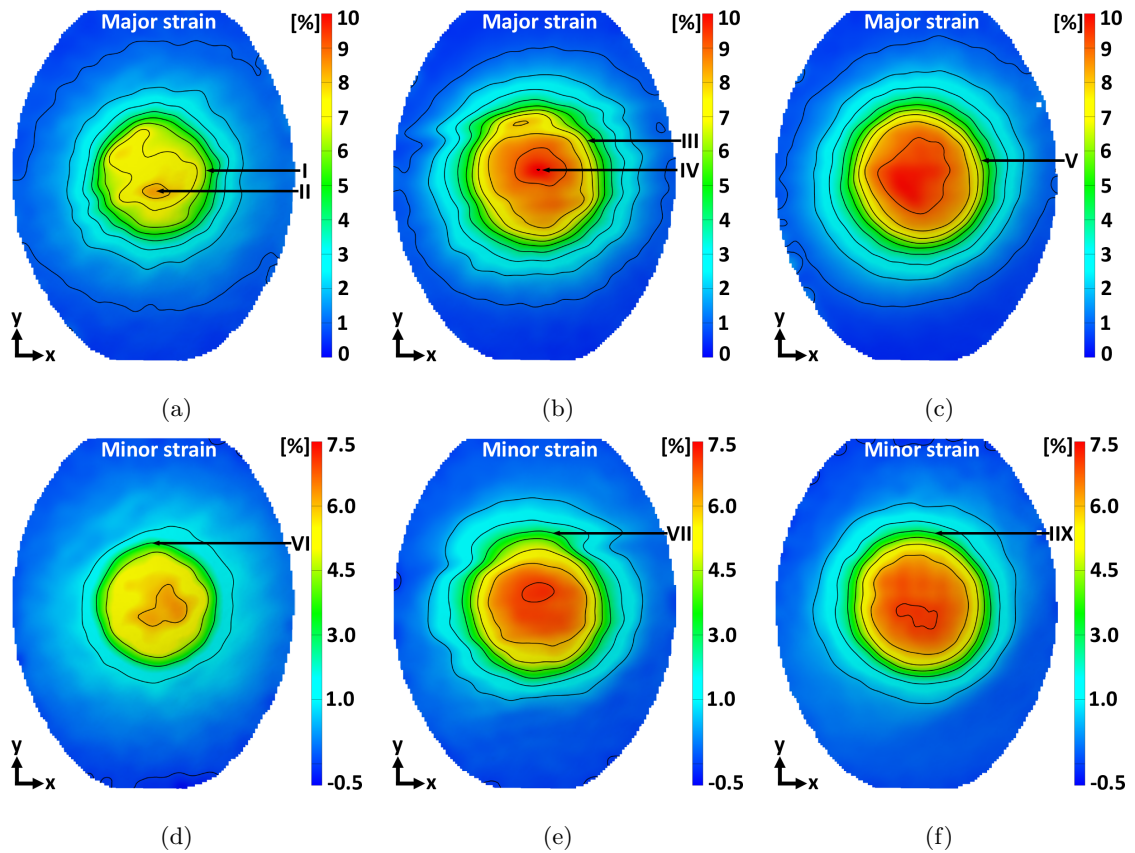 Major strain [%]
10
9
8
7
6
5
4
3
2
1
0
I
II
y
x
(a)
Major strain [%]
10
9
8
7
6
5
4
3
2
1
0
III
IV
y
x
(b)
Major strain [%]
10
9
8
7
6
5
4
3
2
1
0
V
y
x
(c)
Minor strain [%]
7.5
6.0
4.5
3.0
1.0
-0.5
VI
y
x
(d)
Minor strain [%]
7.5
6.0
4.5
3.0
1.0
-0.5
VII
y
x
(e)
Minor strain [%]
7.5
6.0
4.5
3.0
1.0
-0.5
IIX
y
x
(f)